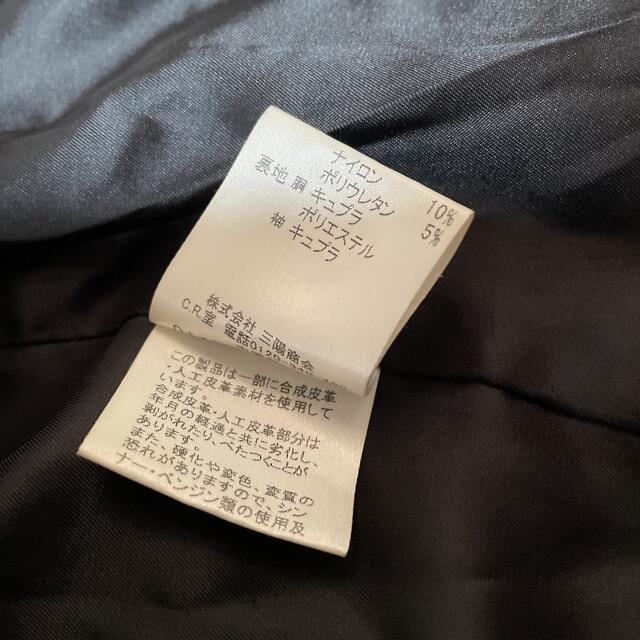 ナイロン 10%
ポリウレタン 5%
裏地 胴 キュプラ
ポリエステル
袖 キュプラ
株式会社 三陽商会
C.R.室 電話0120
この製品は一部に合成皮革
・人工皮革素材を使用して
います。
合成皮革・人工皮革部分は
年月の経過と共に劣化し、
剥がれたり、べたつくことが
あります。
また、硬化や変色、変質の
恐れがありますので、シン
ナー・ベンジン類の使用及